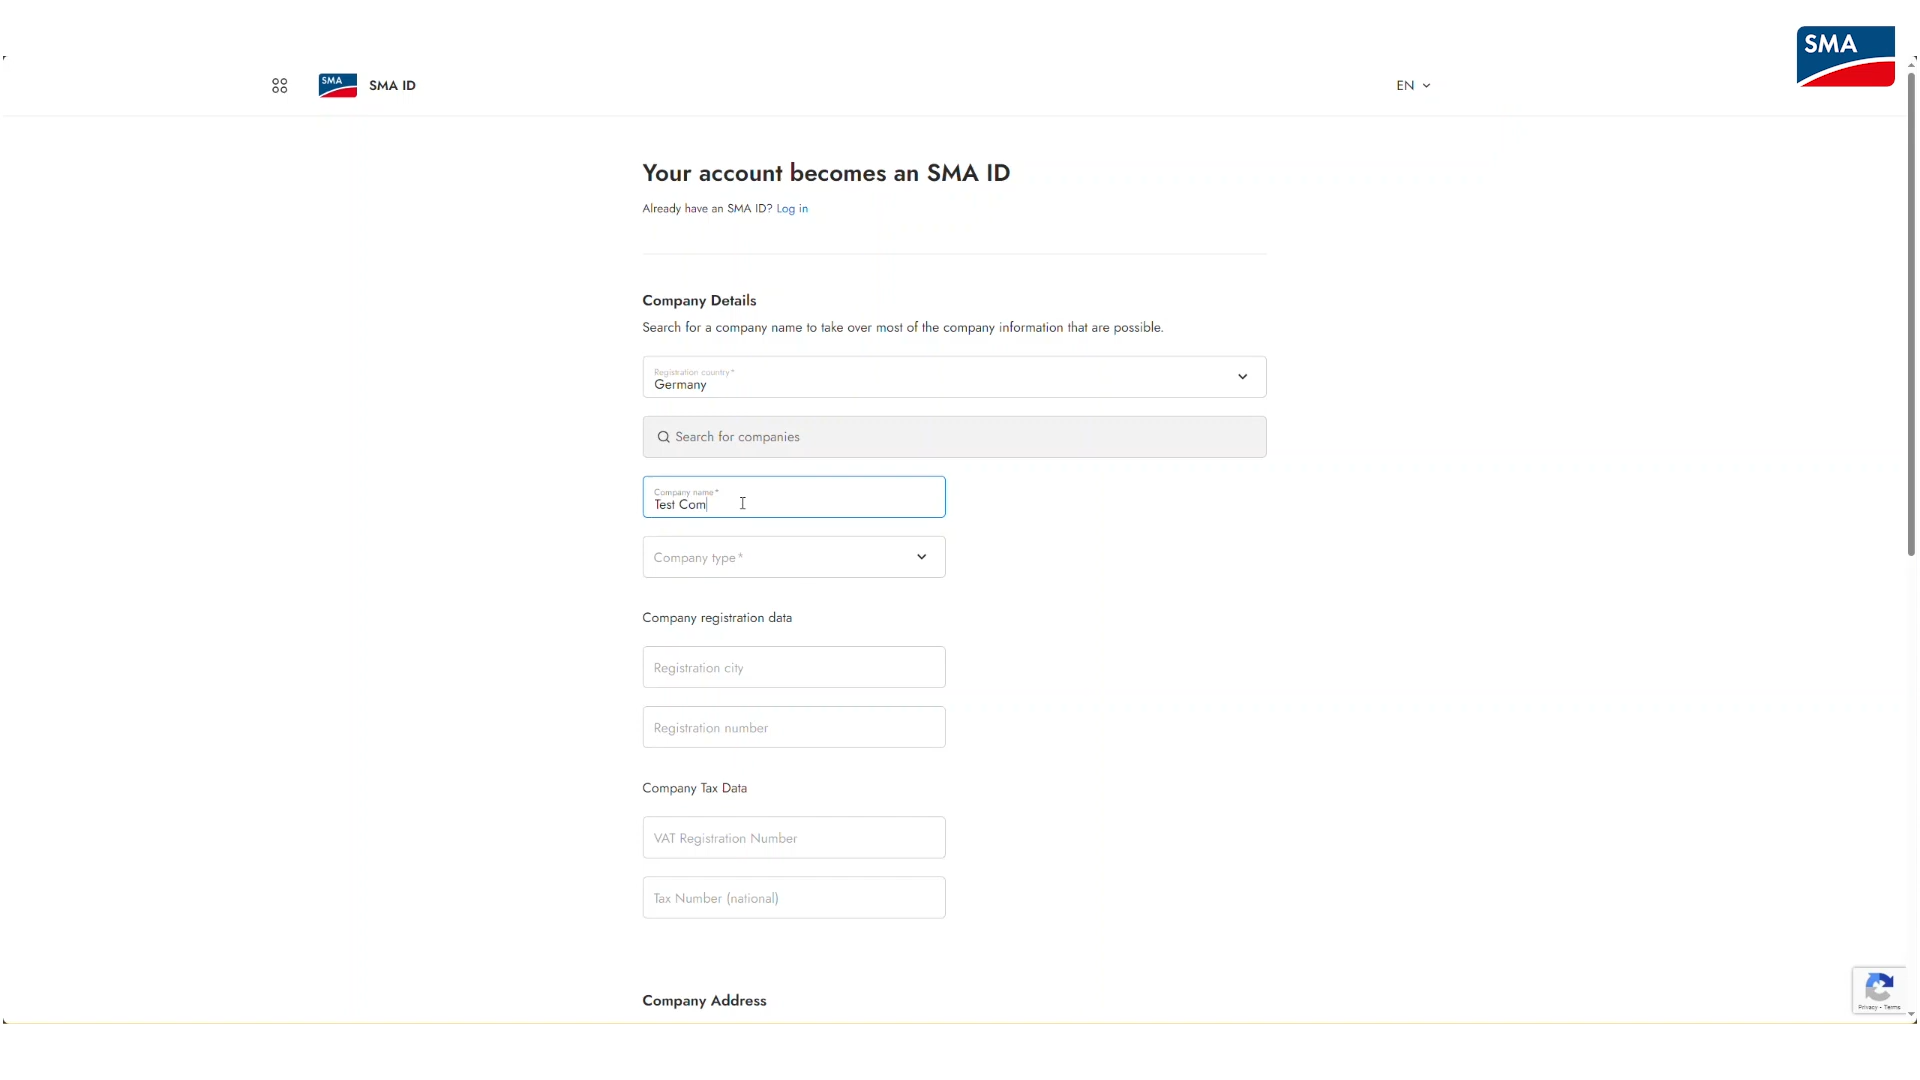 SMA
SMA SMA ID
EN
Your account becomes an SMA ID
Already have an SMA ID? Log in
Company Details
Search for a company name to take over most of the company information that are possible.
Registration country*
Germany
Search for companies
Company name*
Test Com
Company type*
Company registration data
Registration city
Registration number
Company Tax Data
VAT Registration Number
Tax Number (national)
Company Address
Privacy - Terms